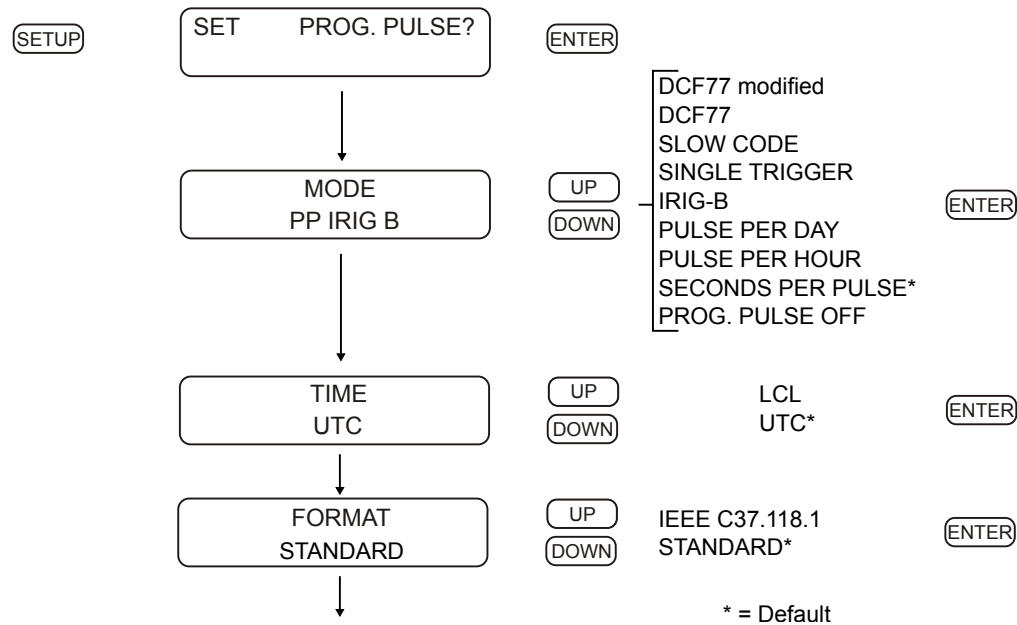 SETUP
SET PROG. PULSE?
ENTER
MODE
PP IRIG B
UP
DOWN
DCF77 modified
DCF77
SLOW CODE
SINGLE TRIGGER
IRIG-B
PULSE PER DAY
PULSE PER HOUR
SECONDS PER PULSE*
PROG. PULSE OFF
ENTER
TIME
UTC
UP
DOWN
LCL
UTC*
ENTER
FORMAT
STANDARD
UP
DOWN
IEEE C37.118.1
STANDARD*
ENTER
* = Default